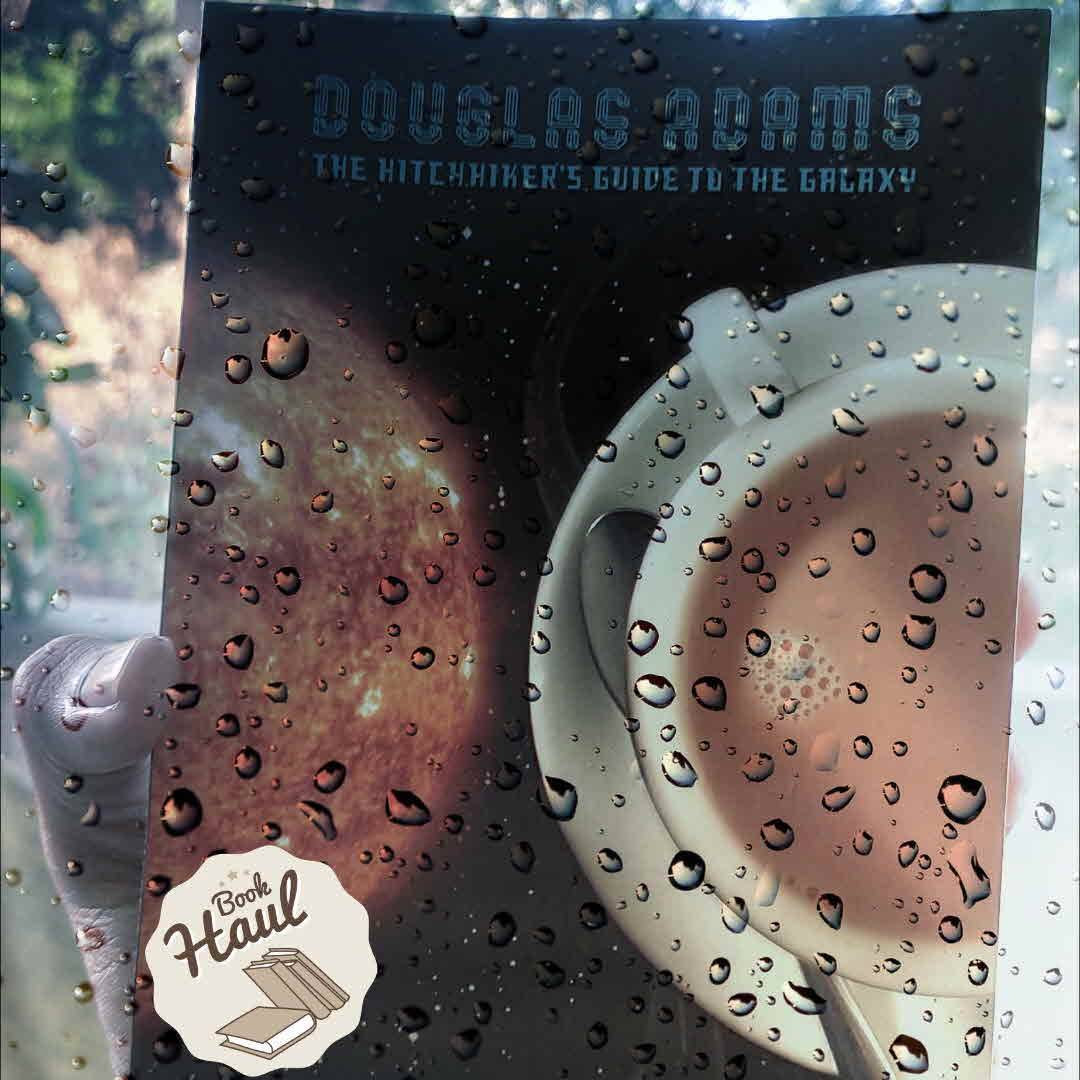 DOUGLAS ADAMS
THE HITCHHIKER'S GUIDE TO THE GALAXY
Book
Haul